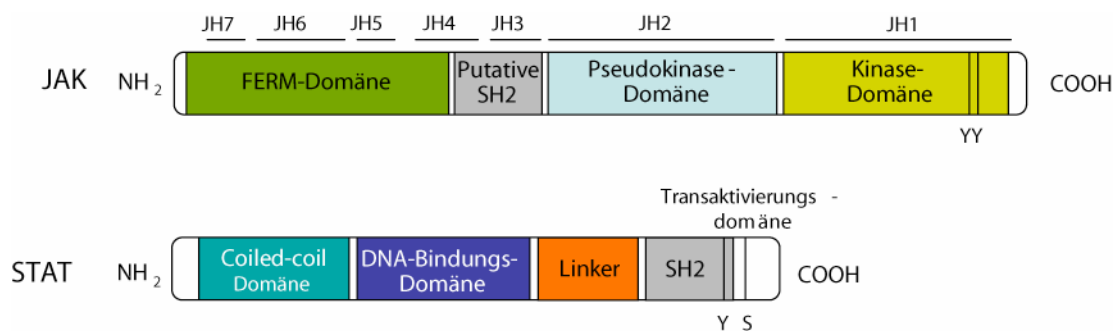 JH7 JH6 JH5 JH4 JH3 JH2 JH1
JAK NH2 FERM-Domäne Putative SH2 Pseudokinase-Domäne Kinase-Domäne COOH
YY
Transaktivierungs-
domäne
STAT NH2 Coiled-coil Domäne DNA-Bindungs-Domäne Linker SH2 COOH
Y S